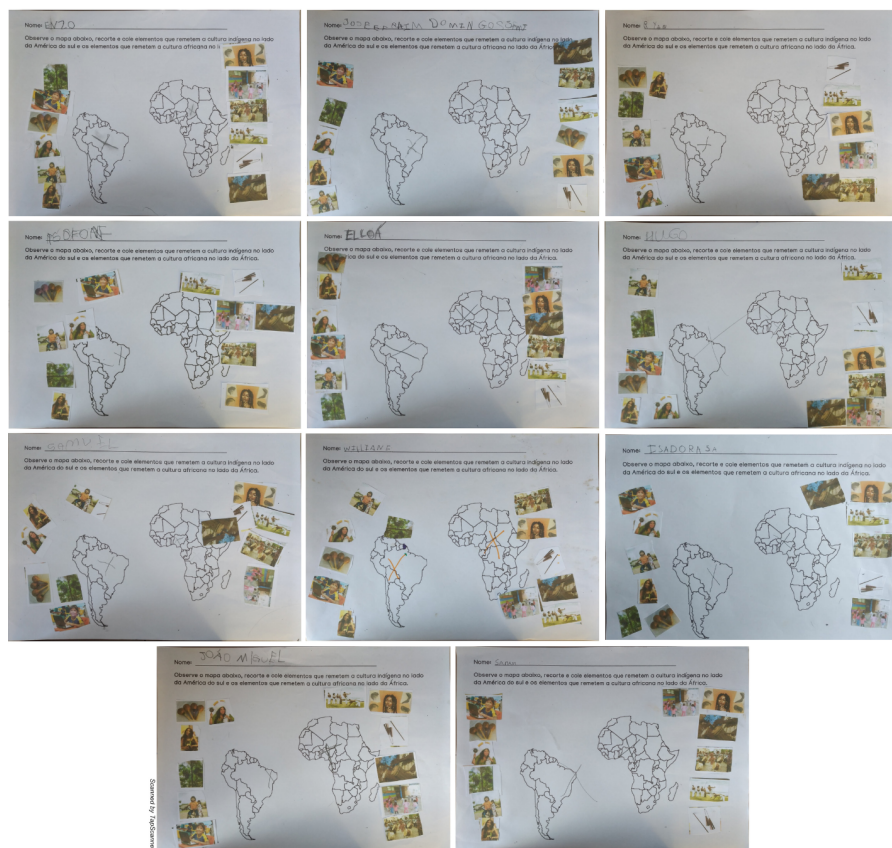 Nome: ENZO
Observe o mapa abaixo, recorte e cole elementos que remetem a cultura indígena no lado
da América do sul e os elementos que remetem a cultura africana no l
Nome: JOSE DOMINGOS
Observe o mapa abaixo, recorte e cole elementos que remetem a cultura indígena no lado
da América do sul e os elementos que remetem a cultura africana no lado da Áfric
Nome:
Observe o mapa abaixo, recorte e cole elementos que remetem a cultura indígena no lado
da América do sul e os elementos que remetem a cultura africana no lado da África.
Nome:
Observe o mapa abaixo, recorte e cole elementos que remetem a cultura indígena no lado
da América do sul e os elementos que remetem a cultura africana no lado da África.
Nome: ELLOÁ
Observe o mapa abaixo, recorte e cole elementos que remetem a cultura indígena no lado
rica do sul e os elementos que remetem a cultura africana no lado da África.
Nome: HUGO
Observe o mapa abaixo, recorte e cole elementos que remetem a cultura indígena no lado
da América do sul e os elementos que remetem a cultura africana no lado da África.
Nome: SAMUEL
Observe o mapa abaixo, recorte e cole elementos que remetem a cultura indígena no lado
da América do sul e os elementos que remetem a cultura africana no lado da África.
Nome: WILLIANE
Observe o mapa abaixo, recorte e cole elementos que remetem a cultura indígena no lado
da América do sul e os elementos que remetem a cultura africana no lado da África.
Nome: ISADORA
Observe o mapa abaixo, recorte e cole elementos que remetem a cultura indígena no lado
da América do sul e os elementos que remetem a cultura africana no lado da África.
Nome: JOÃO MIGUEL
Observe o mapa abaixo, recorte e cole elementos que remetem a cultura indígena no lado
da América do sul e os elementos que remetem a cultura africana no lado da África.
Nome:
Observe o mapa abaixo, recorte e cole elementos que remetem a cultura indígena no lado
da América do sul e os elementos que remetem a cultura africana no lado da África.
Scanned by TapScanner